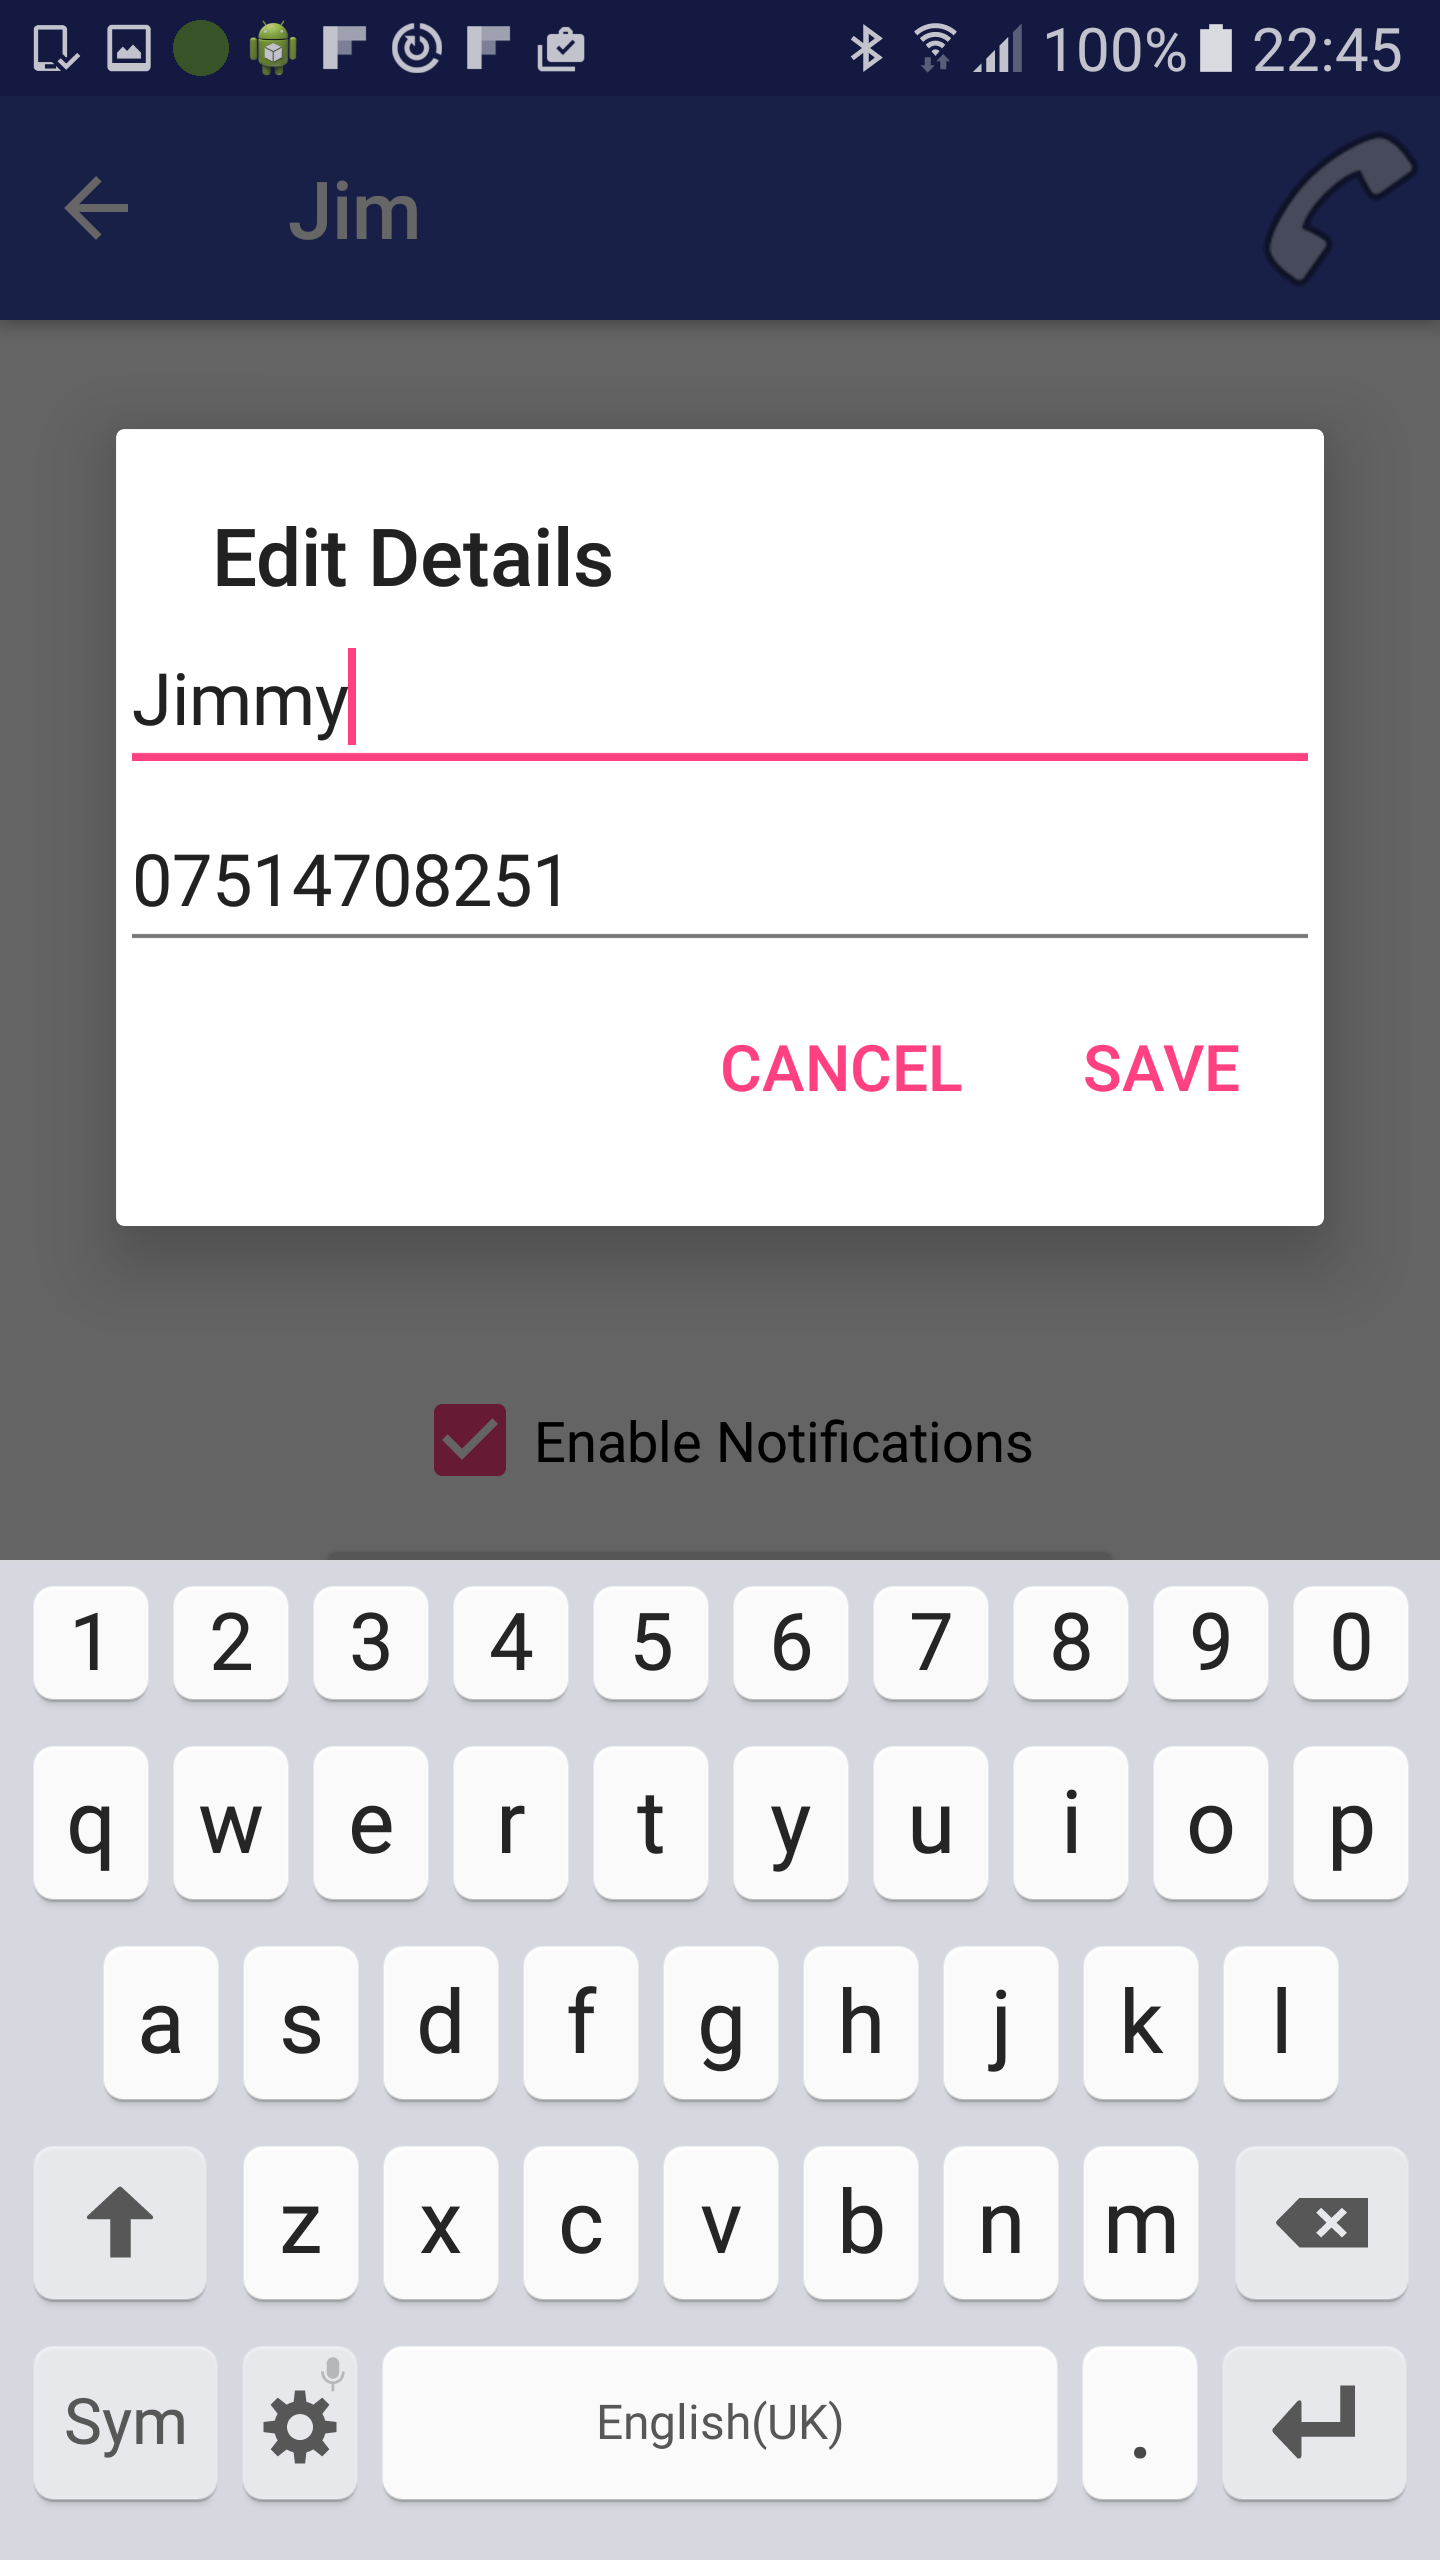 100% 22:45
Jim
Edit Details
Jimmy
07514708251
CANCEL SAVE
Enable Notifications
1 2 3 4 5 6 7 8 9 0
q w e r t y u i o p
a s d f g h j k l
z x c v b n m
Sym English(UK) .